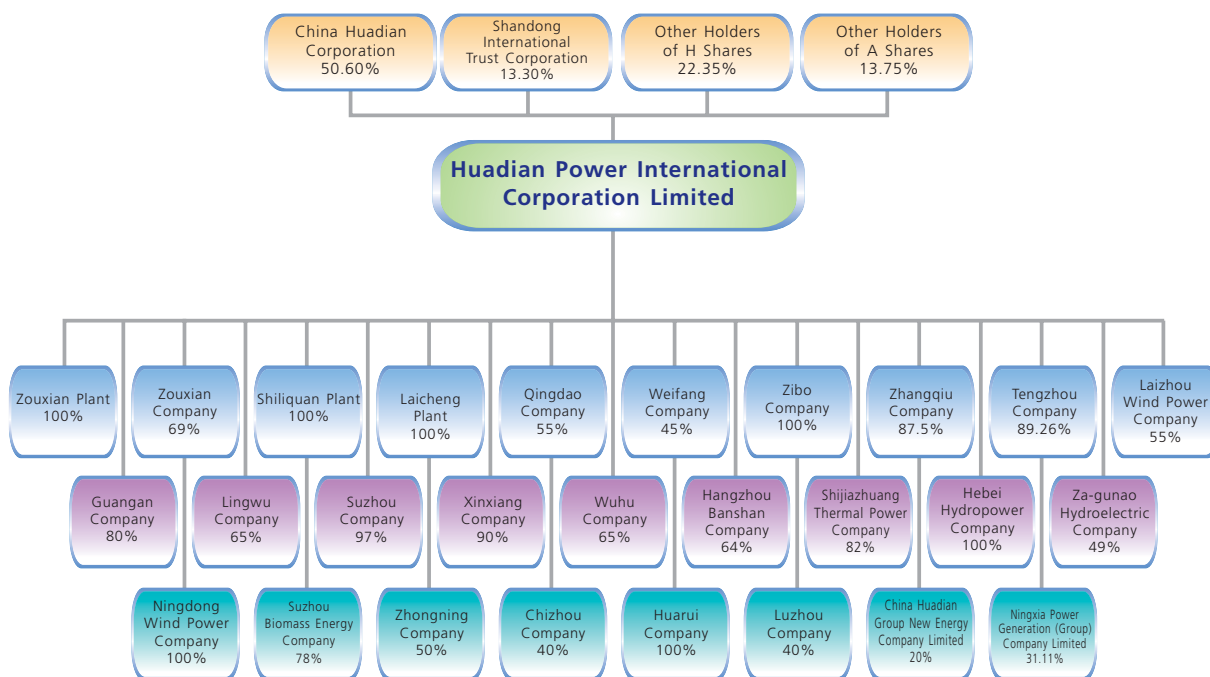 China Huadian
Corporation
50.60%
Shandong
International
Trust Corporation
13.30%
Other Holders
of H Shares
22.35%
Other Holders
of A Shares
13.75%
Huadian Power International
Corporation Limited
Zouxian Plant
100%
Zouxian
Company
69%
Shiliquan Plant
100%
Laicheng
Plant
100%
Qingdao
Company
55%
Weifang
Company
45%
Zibo
Company
100%
Zhangqiu
Company
87.5%
Tengzhou
Company
89.26%
Laizhou
Wind Power
Company
55%
Guangan
Company
80%
Lingwu
Company
65%
Suzhou
Company
97%
Xinxiang
Company
90%
Wuhu
Company
65%
Hangzhou
Banshan
Company
64%
Shijiazhuang
Thermal Power
Company
82%
Hebei
Hydropower
Company
100%
Za-gunao
Hydroelectric
Company
49%
Ningdong
Wind Power
Company
100%
Suzhou
Biomass Energy
Company
78%
Zhongning
Company
50%
Chizhou
Company
40%
Huarui
Company
100%
Luzhou
Company
40%
China Huadian
Group New Energy
Company Limited
20%
Ningxia Power
Generation (Group)
Company Limited
31.11%